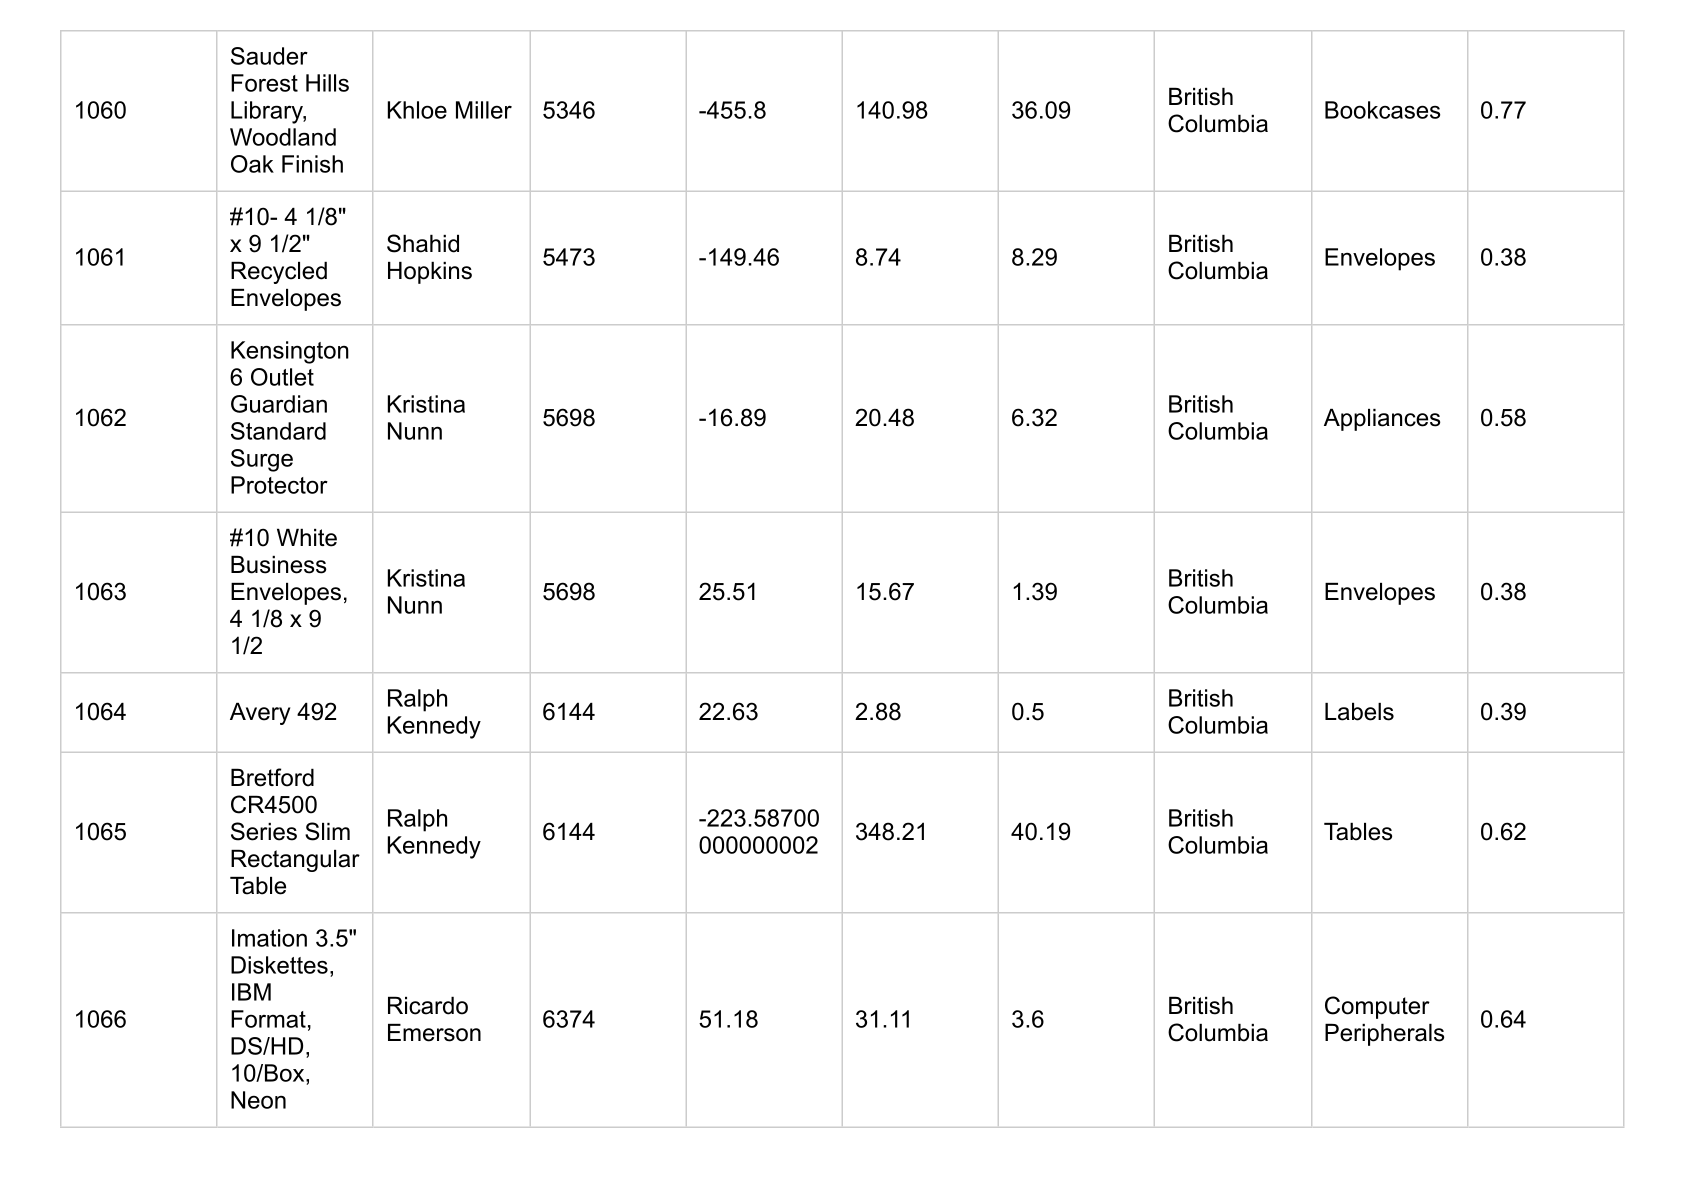 1060
Sauder
Forest Hills
Library,
Woodland
Oak Finish
Khloe Miller
5346
-455.8
140.98
36.09
British
Columbia
Bookcases
0.77
1061
#10- 4 1/8"
x 9 1/2"
Recycled
Envelopes
Shahid
Hopkins
5473
-149.46
8.74
8.29
British
Columbia
Envelopes
0.38
1062
Kensington
6 Outlet
Guardian
Standard
Surge
Protector
Kristina
Nunn
5698
-16.89
20.48
6.32
British
Columbia
Appliances
0.58
1063
#10 White
Business
Envelopes,
4 1/8 x 9
1/2
Kristina
Nunn
5698
25.51
15.67
1.39
British
Columbia
Envelopes
0.38
1064
Avery 492
Ralph
Kennedy
6144
22.63
2.88
0.5
British
Columbia
Labels
0.39
1065
Bretford
CR4500
Series Slim
Rectangular
Table
Ralph
Kennedy
6144
-223.58700
000000002
348.21
40.19
British
Columbia
Tables
0.62
1066
Imation 3.5"
Diskettes,
IBM
Format,
DS/HD,
10/Box,
Neon
Ricardo
Emerson
6374
51.18
31.11
3.6
British
Columbia
Computer
Peripherals
0.64